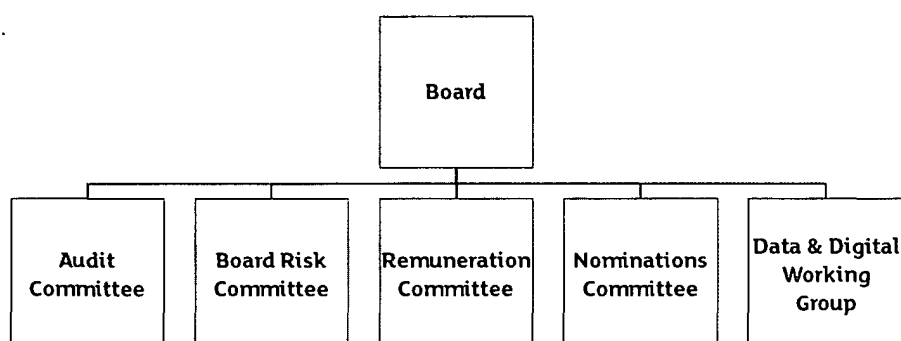 Board
Audit
Committee
Board Risk
Committee
Remuneration
Committee
Nominations
Committee
Data & Digital
Working
Group